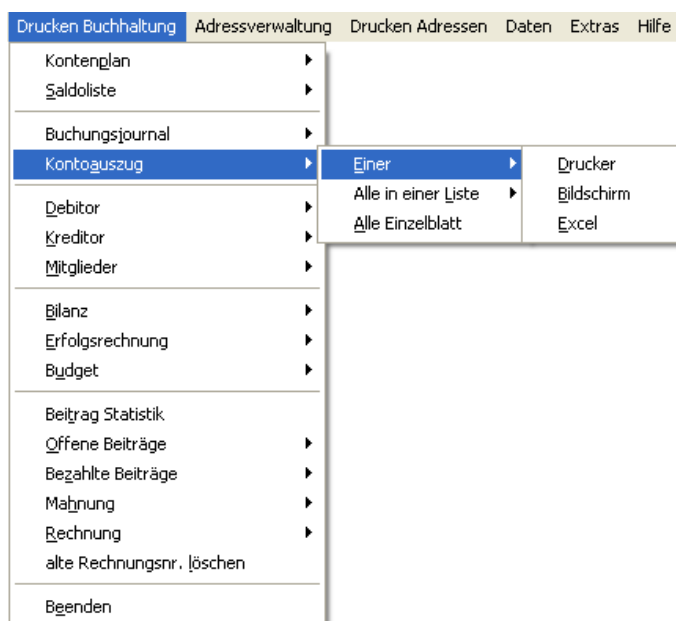 Drucken Buchhaltung Adressverwaltung Drucken Adressen Daten Extras Hilfe
Kontenplan
Saldoliste
Buchungsjournal
Kontoauszug Einer Drucker
Alle in einer Liste Bildschirm
Alle Einzelblatt Excel
Debitor
Kreditor
Mitglieder
Bilanz
Erfolgsrechnung
Budget
Beitrag Statistik
Offene Beiträge
Bezahlte Beiträge
Mahnung
Rechnung
alte Rechnungsnr. löschen
Beenden